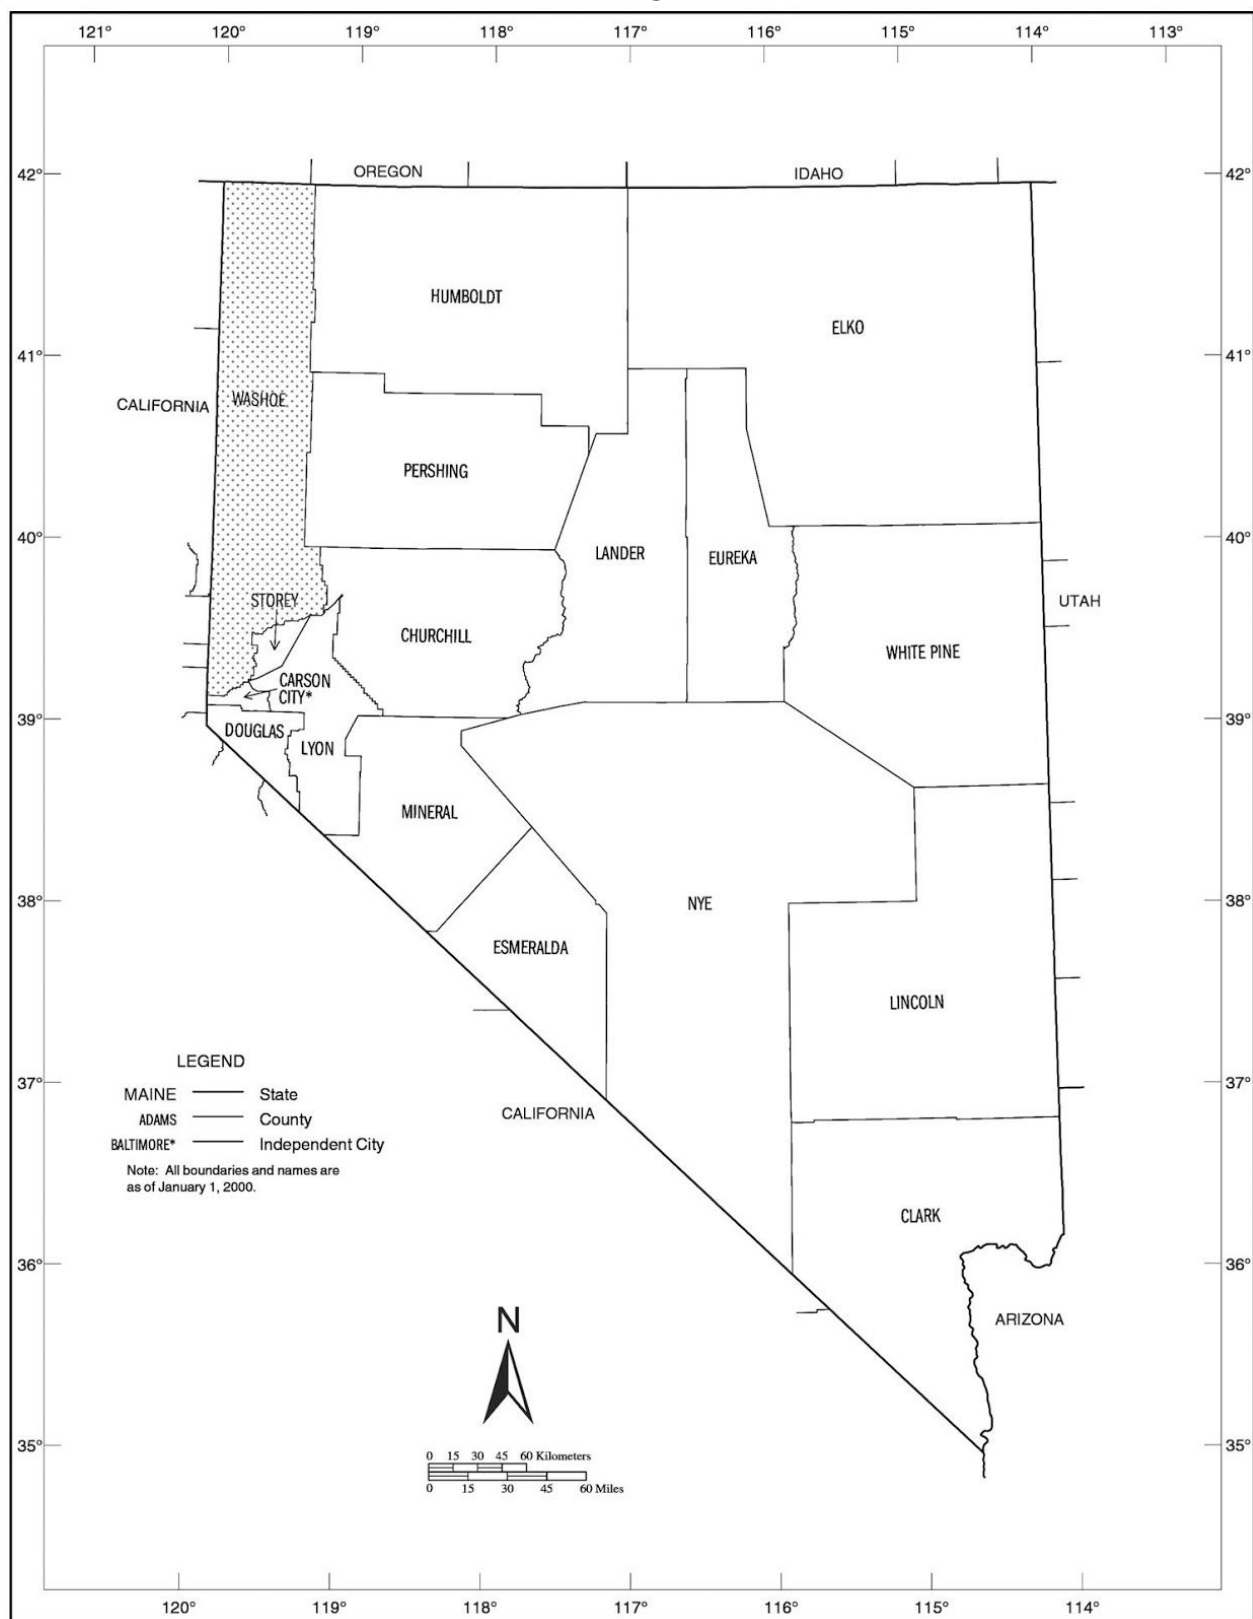 121° 120° 119° 118° 117° 116° 115° 114° 113°
OREGON
IDAHO
42° 42°
HUMBOLDT
ELKO
41° 41°
CALIFORNIA
WASHOE
PERSHING
40° 40°
LANDER
EUREKA
UTAH
STOREY
CHURCHILL
WHITE PINE
CARSON
CITY*
39° 39°
DOUGLAS
LYON
MINERAL
38° 38°
NYE
ESMERALDA
LINCOLN
LEGEND
37° 37°
MAINE State
ADAMS County
BALTIMORE* Independent City
Note: All boundaries and names are
as of January 1, 2000.
CALIFORNIA
CLARK
36° 36°
ARIZONA
N
35° 35°
0 15 30 45 60 Kilometers
0 15 30 45 60 Miles
120° 119° 118° 117° 116° 115° 114°